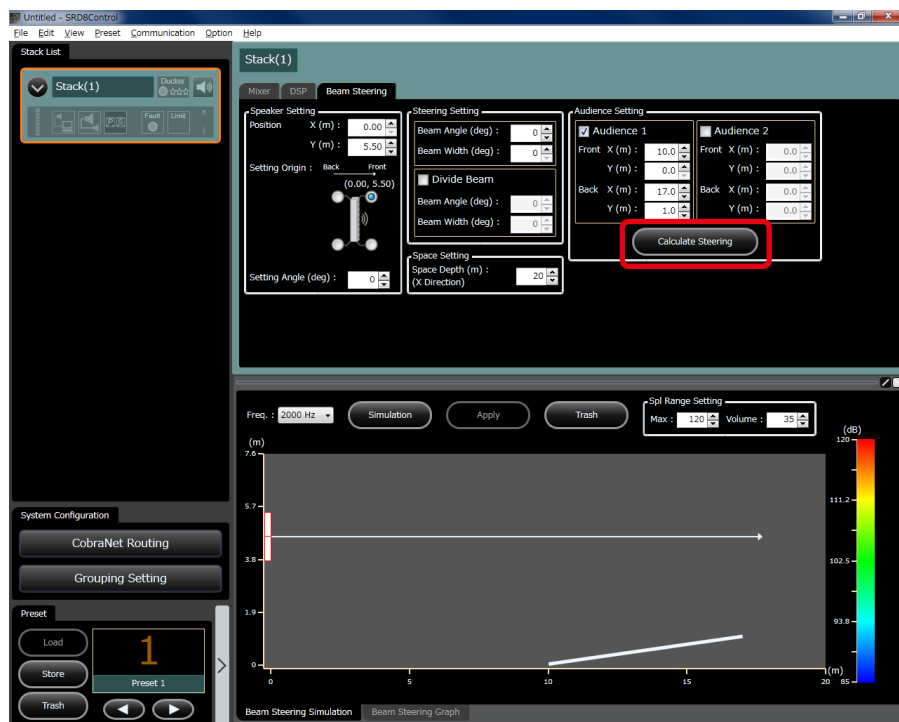 Untitled - SRD8Control
File Edit View Preset Communication Option Help
Stack List
Stack(1)
Ducker
P S
Fault
Limit
System Configuration
CobraNet Routing
Grouping Setting
Preset
Load
Store
Trash
1
Preset 1
Stack(1)
Mixer DSP Beam Steering
Speaker Setting
Position X (m) : 0.00
Y (m) : 5.50
Setting Origin : Back Front
(0.00, 5.50)
Setting Angle (deg) : 0
Steering Setting
Beam Angle (deg) : 0
Beam Width (deg) : 0
Divide Beam
Beam Angle (deg) : 0
Beam Width (deg) : 0
Space Setting
Space Depth (m) : 20
(X Direction)
Audience Setting
Audience 1
Front X (m) : 10.0
Y (m) : 0.0
Back X (m) : 17.0
Y (m) : 1.0
Audience 2
Front X (m) : 0.0
Y (m) : 0.0
Back X (m) : 0.0
Y (m) : 0.0
Calculate Steering
Freq. : 2000 Hz Simulation Apply Trash
Spl Range Setting
Max : 120 Volume : 35
(m)
7.6
5.7
3.8
1.9
0
0 5 10 15 20
(m)
(dB)
120
111.2
102.5
93.8
85
Beam Steering Simulation Beam Steering Graph